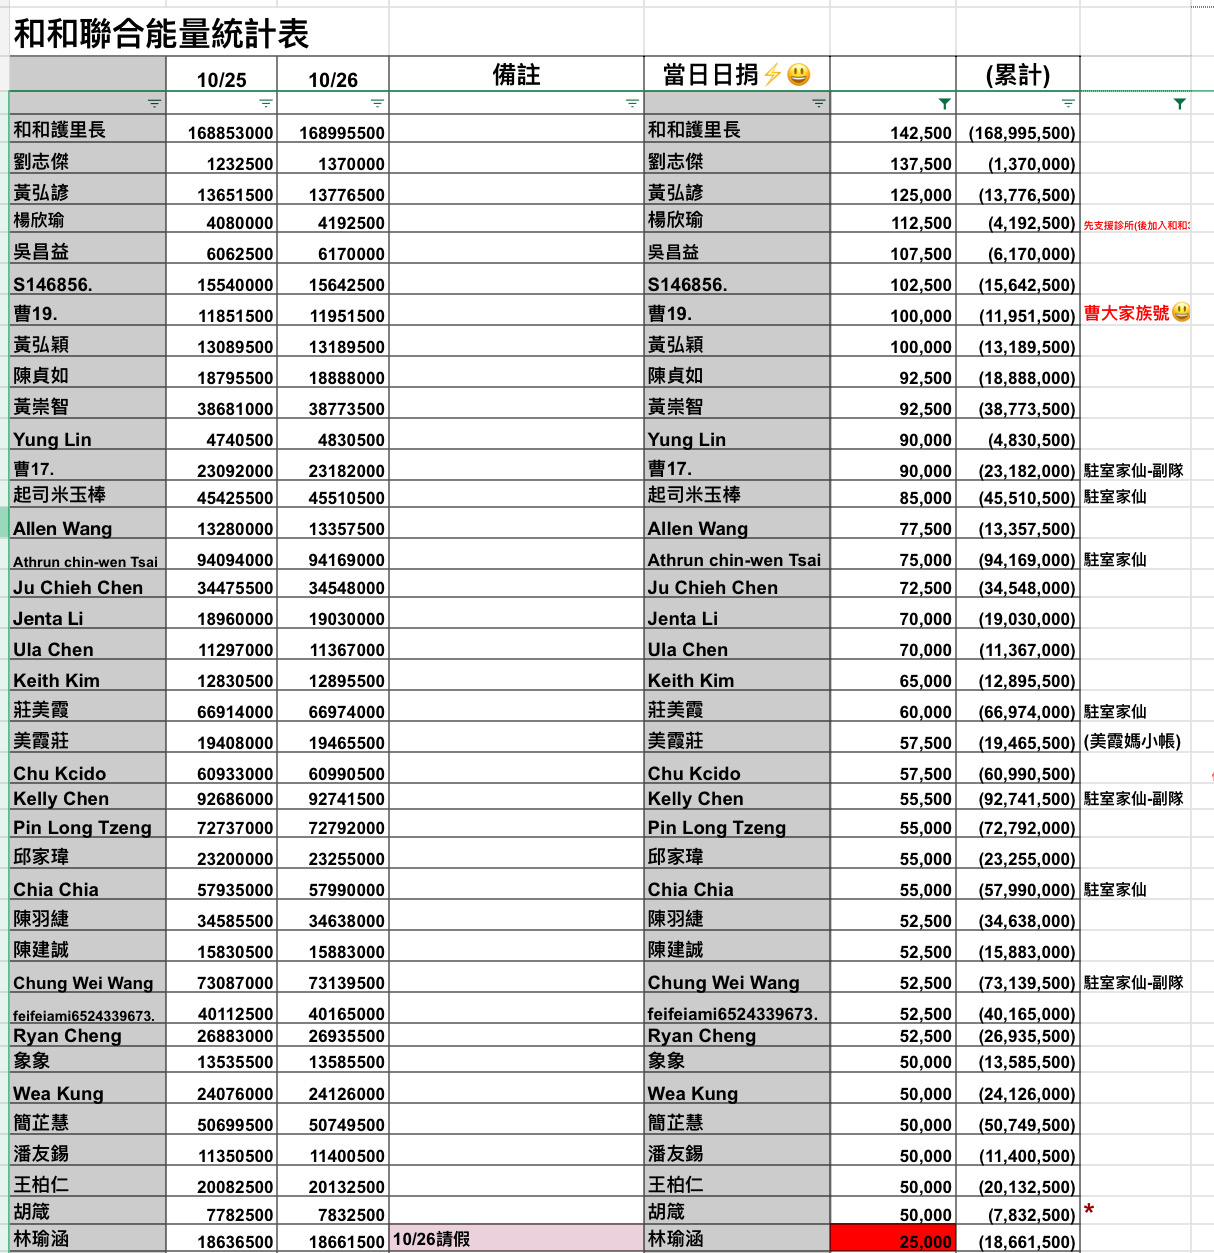 和和聯合能量統計表
10/25 10/26 備註 當日日捐⚡😃 (累計)
和和護里長 168853000 168995500 和和護里長 142,500 (168,995,500)
劉志傑 1232500 1370000 劉志傑 137,500 (1,370,000)
黃弘諺 13651500 13776500 黃弘諺 125,000 (13,776,500)
楊欣瑜 4080000 4192500 楊欣瑜 112,500 (4,192,500) 先支援診所(後加入和和
吳昌益 6062500 6170000 吳昌益 107,500 (6,170,000)
S146856. 15540000 15642500 S146856. 102,500 (15,642,500)
曹19. 11851500 11951500 曹19. 100,000 (11,951,500) 曹大家族號😃
黃弘穎 13089500 13189500 黃弘穎 100,000 (13,189,500)
陳貞如 18795500 18888000 陳貞如 92,500 (18,888,000)
黃崇智 38681000 38773500 黃崇智 92,500 (38,773,500)
Yung Lin 4740500 4830500 Yung Lin 90,000 (4,830,500)
曹17. 23092000 23182000 曹17. 90,000 (23,182,000) 駐室家仙-副隊
起司米玉棒 45425500 45510500 起司米玉棒 85,000 (45,510,500) 駐室家仙
Allen Wang 13280000 13357500 Allen Wang 77,500 (13,357,500)
Athrun chin-wen Tsai 94094000 94169000 Athrun chin-wen Tsai 75,000 (94,169,000) 駐室家仙
Ju Chieh Chen 34475500 34548000 Ju Chieh Chen 72,500 (34,548,000)
Jenta Li 18960000 19030000 Jenta Li 70,000 (19,030,000)
Ula Chen 11297000 11367000 Ula Chen 70,000 (11,367,000)
Keith Kim 12830500 12895500 Keith Kim 65,000 (12,895,500)
莊美霞 66914000 66974000 莊美霞 60,000 (66,974,000) 駐室家仙
美霞莊 19408000 19465500 美霞莊 57,500 (19,465,500) (美霞媽小帳)
Chu Kcido 60933000 60990500 Chu Kcido 57,500 (60,990,500)
Kelly Chen 92686000 92741500 Kelly Chen 55,500 (92,741,500) 駐室家仙-副隊
Pin Long Tzeng 72737000 72792000 Pin Long Tzeng 55,000 (72,792,000)
邱家瑋 23200000 23255000 邱家瑋 55,000 (23,255,000)
Chia Chia 57935000 57990000 Chia Chia 55,000 (57,990,000) 駐室家仙
陳羽緁 34585500 34638000 陳羽緁 52,500 (34,638,000)
陳建誠 15830500 15883000 陳建誠 52,500 (15,883,000)
Chung Wei Wang 73087000 73139500 Chung Wei Wang 52,500 (73,139,500) 駐室家仙-副隊
feifeiami6524339673. 40112500 40165000 feifeiami6524339673. 52,500 (40,165,000)
Ryan Cheng 26883000 26935500 Ryan Cheng 52,500 (26,935,500)
象象 13535500 13585500 象象 50,000 (13,585,500)
Wea Kung 24076000 24126000 Wea Kung 50,000 (24,126,000)
簡芷慧 50699500 50749500 簡芷慧 50,000 (50,749,500)
潘友錫 11350500 11400500 潘友錫 50,000 (11,400,500)
王柏仁 20082500 20132500 王柏仁 50,000 (20,132,500)
胡箴 7782500 7832500 胡箴 50,000 (7,832,500) *
林瑜涵 18636500 18661500 10/26請假 林瑜涵 25,000 (18,661,500)